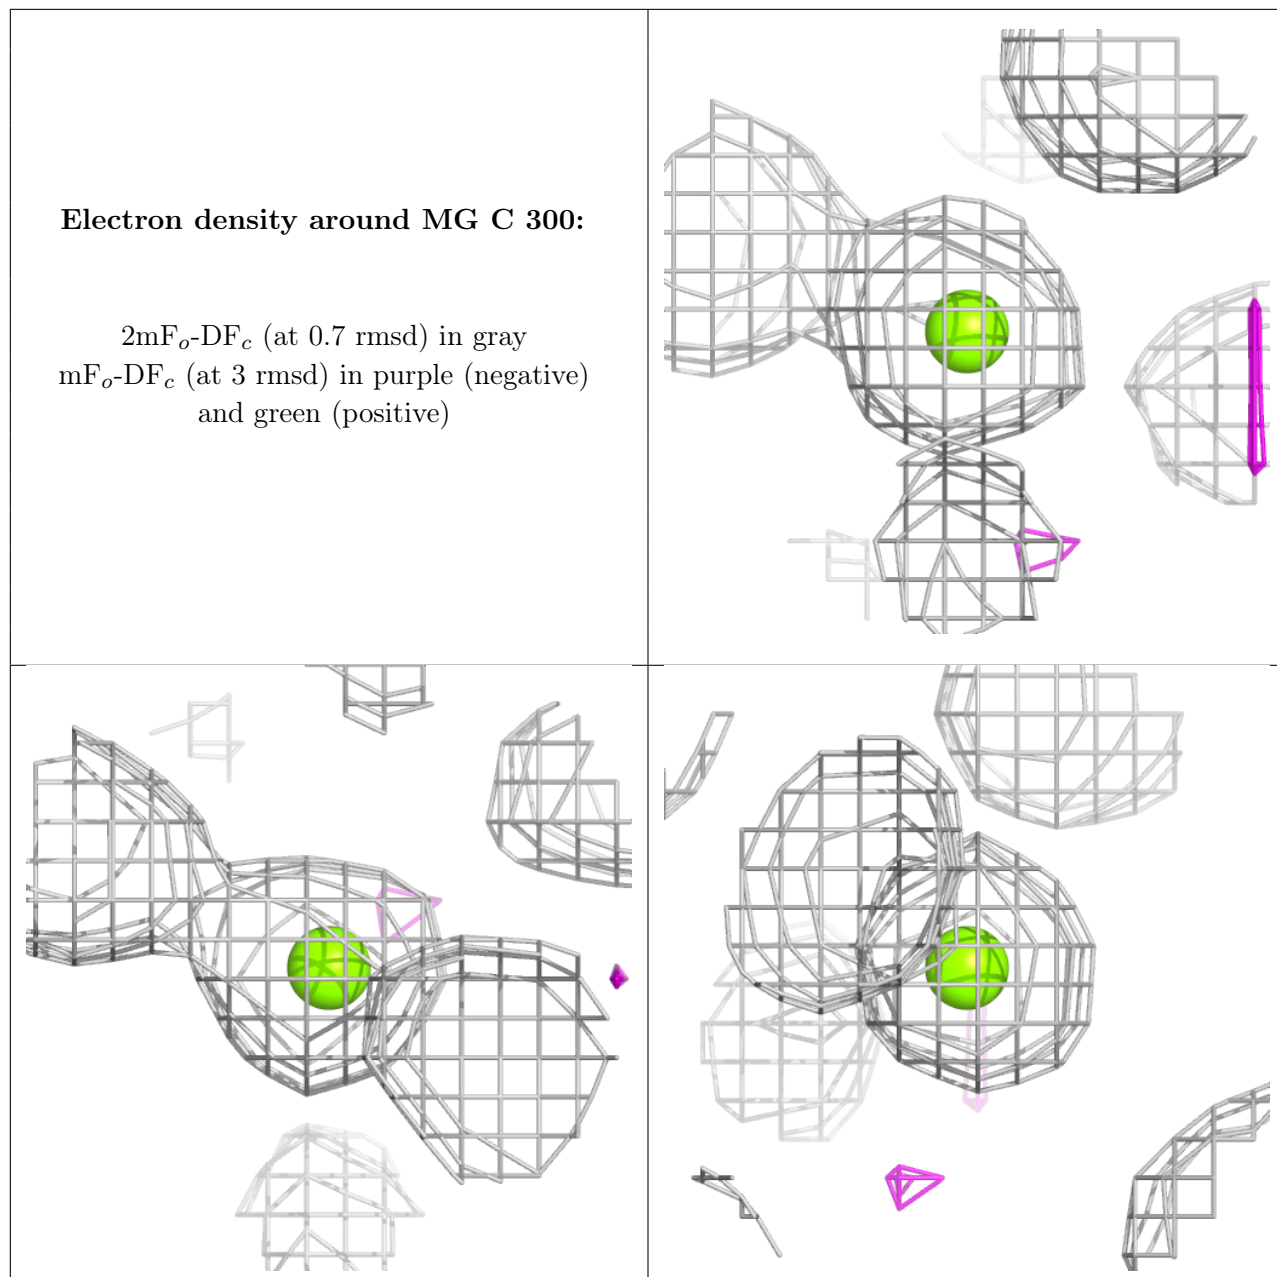 Electron density around MG C 300:
2mFo-DFc (at 0.7 rmsd) in gray
mFo-DFc (at 3 rmsd) in purple (negative)
and green (positive)